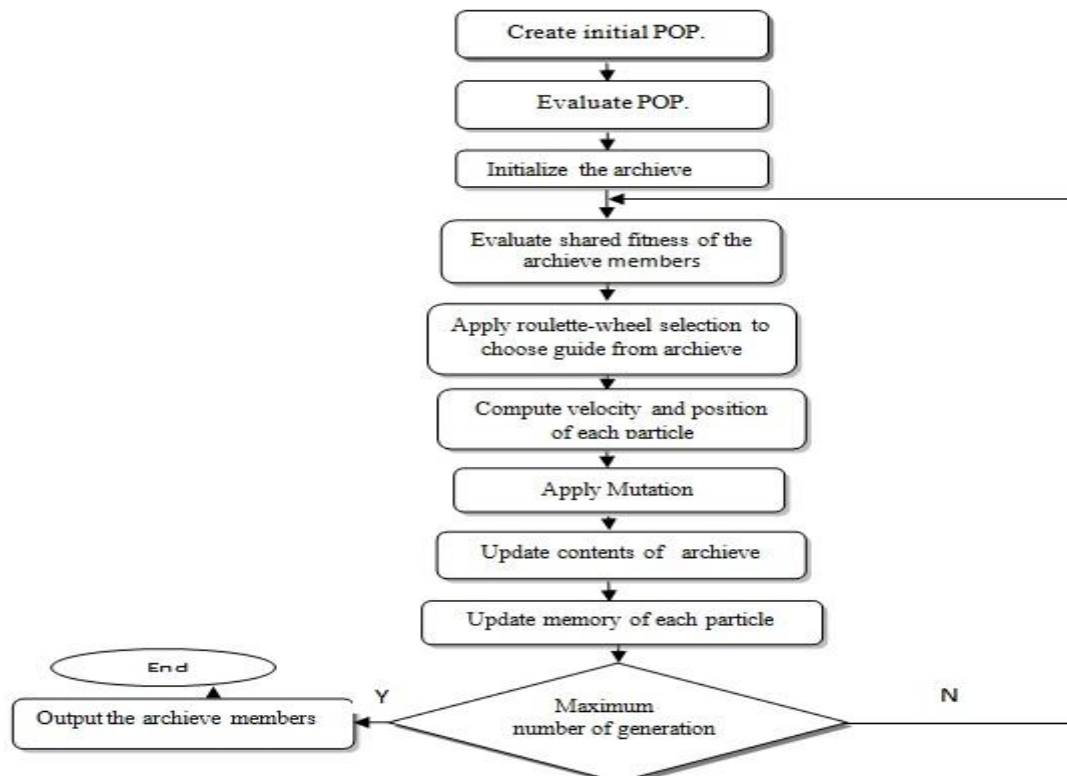 Create initial POP.
Evaluate POP.
Initialize the archieve
Evaluate shared fitness of the
archieve members
Apply roulette-wheel selection to
choose guide from archieve
Compute velocity and position
of each particle
Apply Mutation
Update contents of archieve
Update memory of each particle
End
Y
N
Output the archieve members
Maximum
number of generation